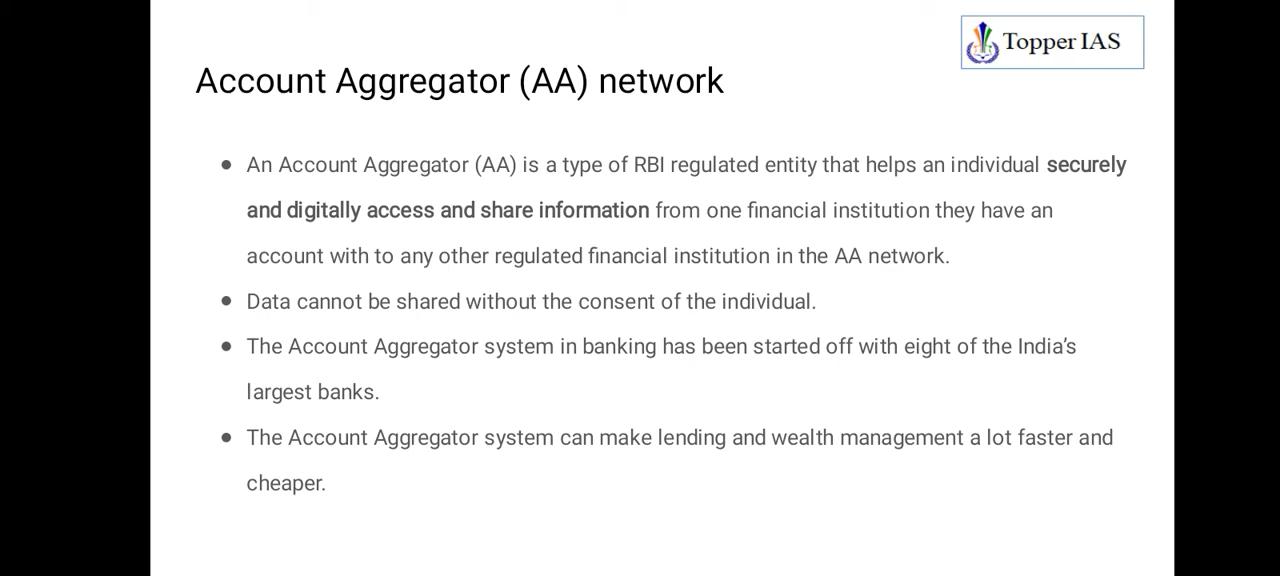 Topper IAS
Account Aggregator (AA) network
● An Account Aggregator (AA) is a type of RBI regulated entity that helps an individual securely
and digitally access and share information from one financial institution they have an
account with to any other regulated financial institution in the AA network.
● Data cannot be shared without the consent of the individual.
● The Account Aggregator system in banking has been started off with eight of the India’s
largest banks.
● The Account Aggregator system can make lending and wealth management a lot faster and
cheaper.